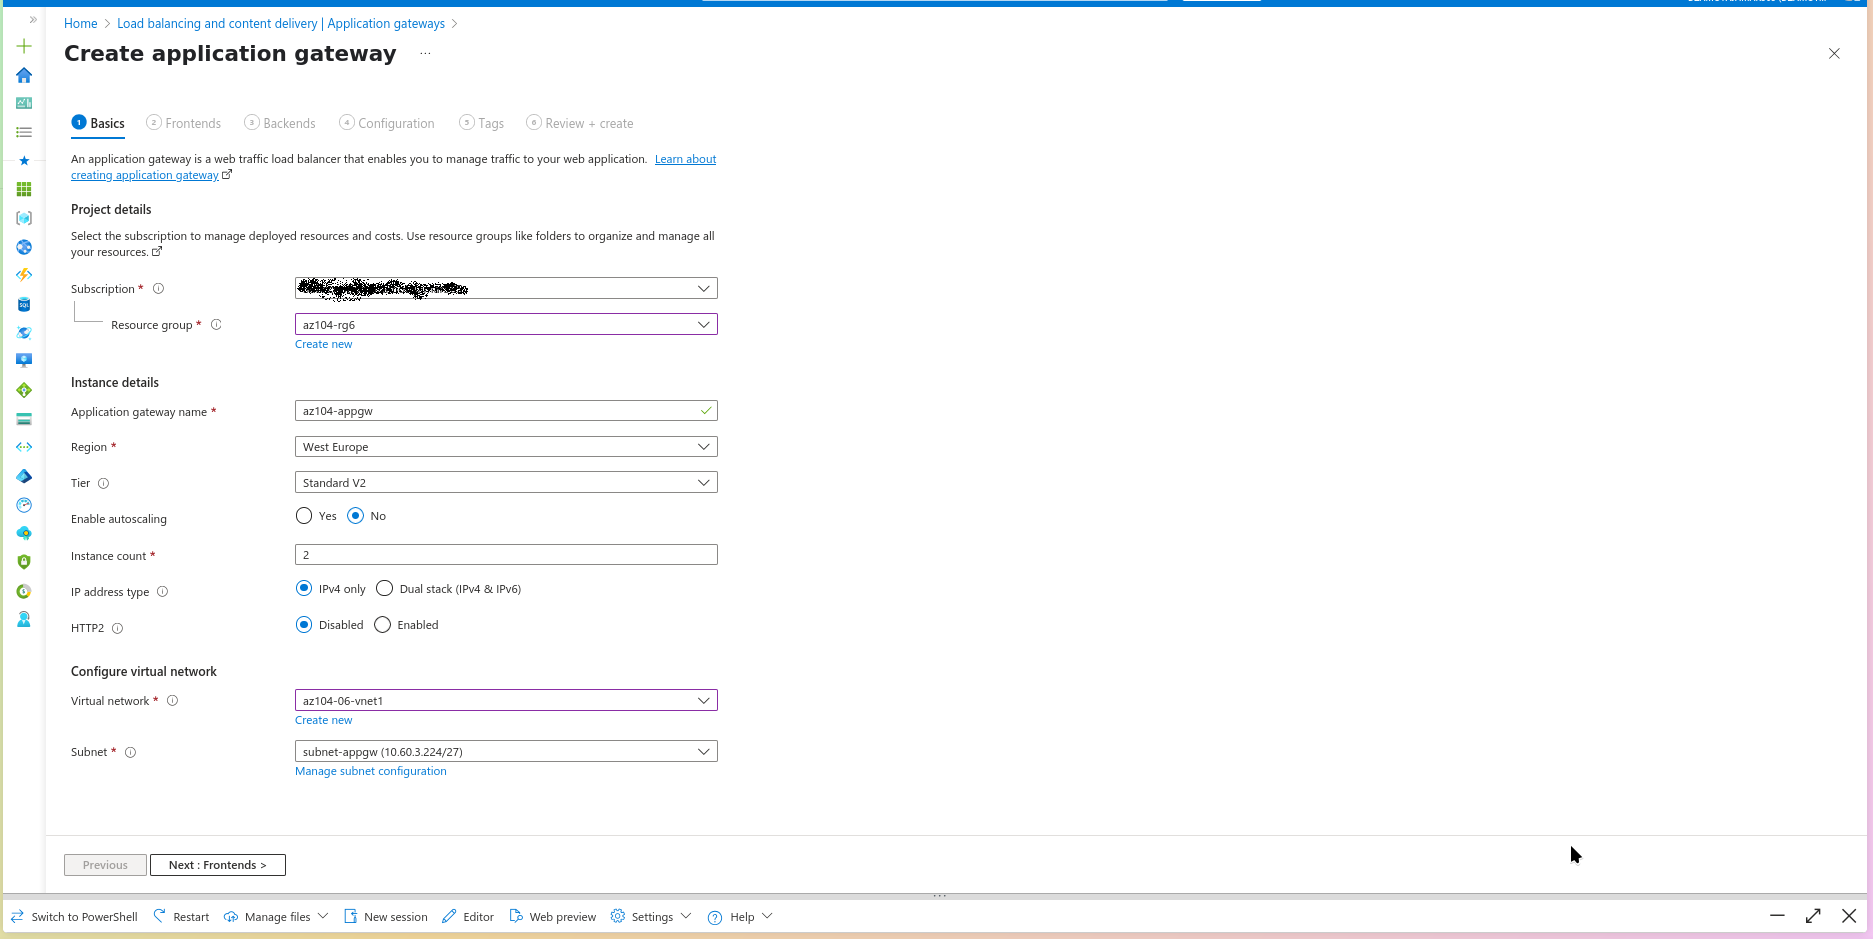 Home > Load balancing and content delivery | Application gateways >
Create application gateway ...
1 Basics 2 Frontends 3 Backends 4 Configuration 5 Tags 6 Review + create
An application gateway is a web traffic load balancer that enables you to manage traffic to your web application. Learn about
creating application gateway
Project details
Select the subscription to manage deployed resources and costs. Use resource groups like folders to organize and manage all
your resources.
Subscription *
Resource group * az104-rg6
Create new
Instance details
Application gateway name * az104-appgw
Region * West Europe
Tier Standard V2
Enable autoscaling Yes No
Instance count * 2
IP address type IPv4 only Dual stack (IPv4 & IPv6)
HTTP2 Disabled Enabled
Configure virtual network
Virtual network * az104-06-vnet1
Create new
Subnet * subnet-appgw (10.60.3.224/27)
Manage subnet configuration
Previous Next : Frontends >
Switch to PowerShell Restart Manage files New session Editor Web preview Settings Help